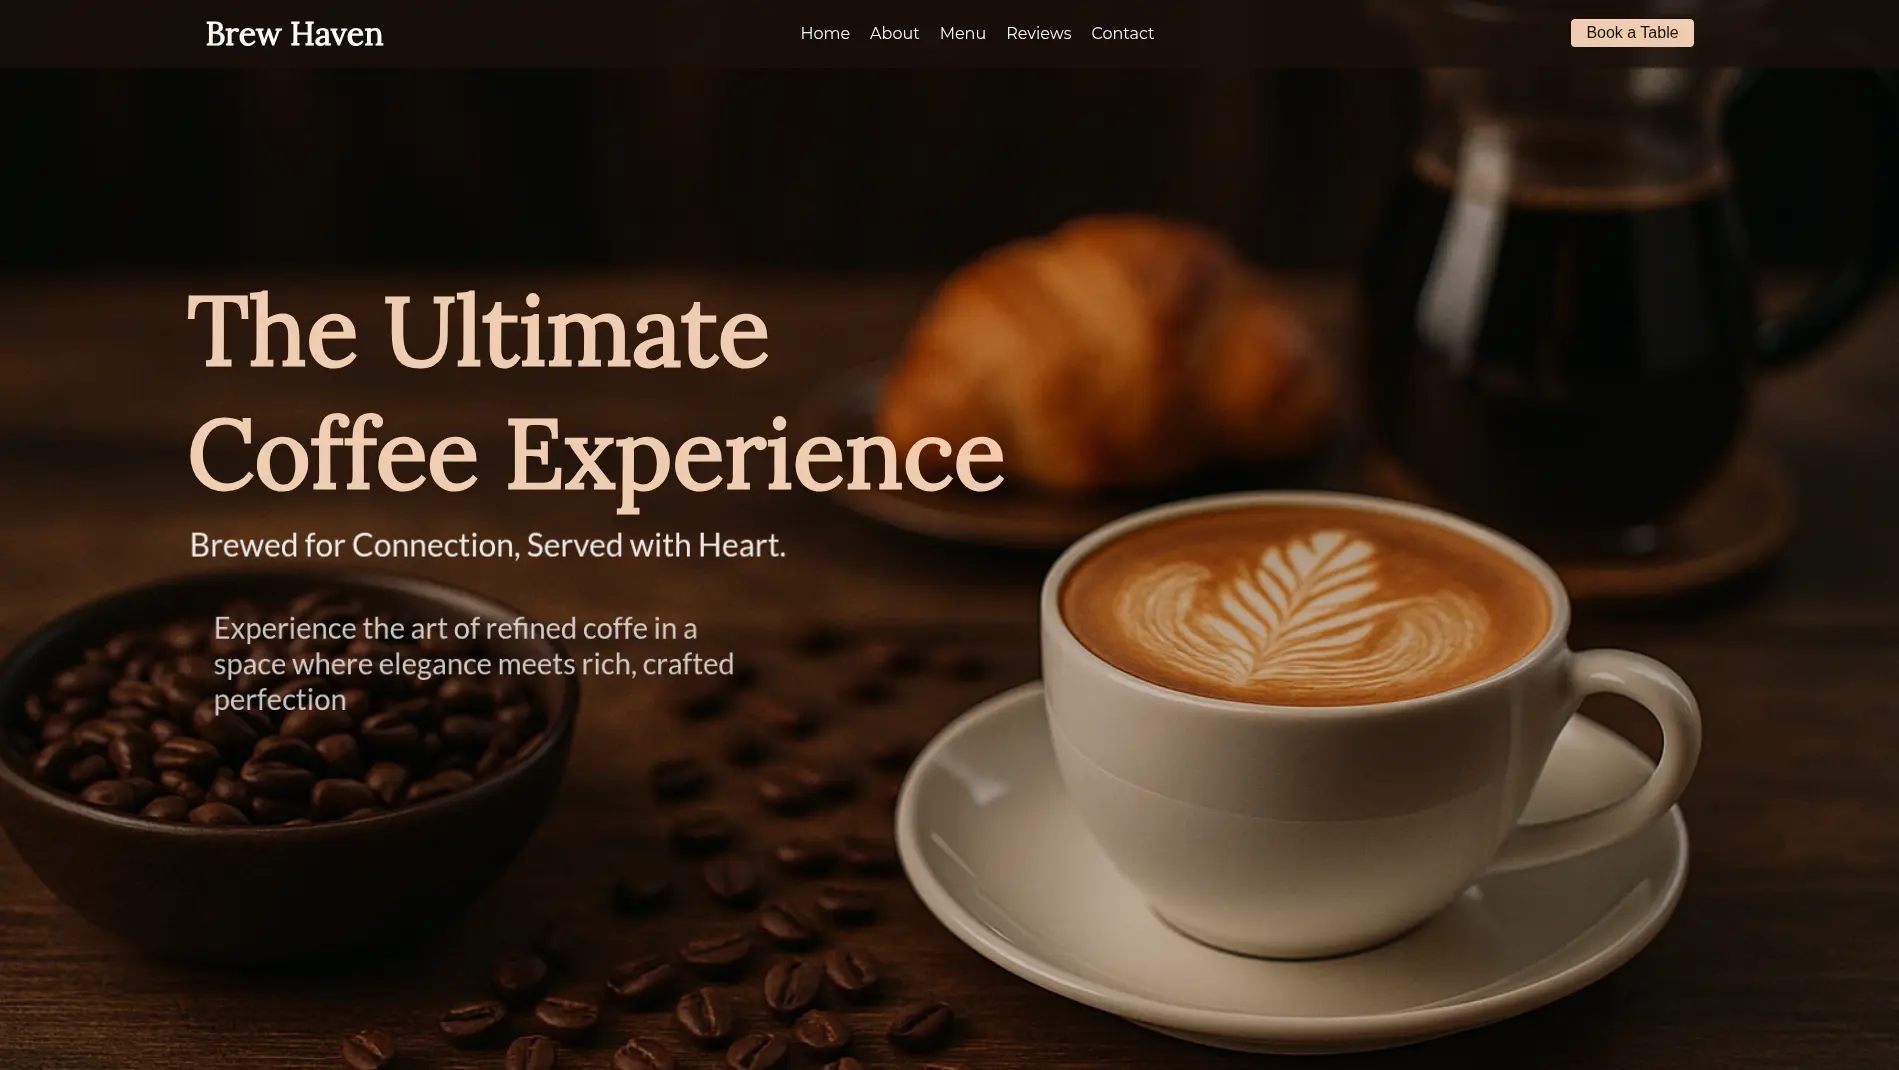 Brew Haven
Home About Menu Reviews Contact
Book a Table
The Ultimate
Coffee Experience
Brewed for Connection, Served with Heart.
Experience the art of refined coffe in a
space where elegance meets rich, crafted
perfection